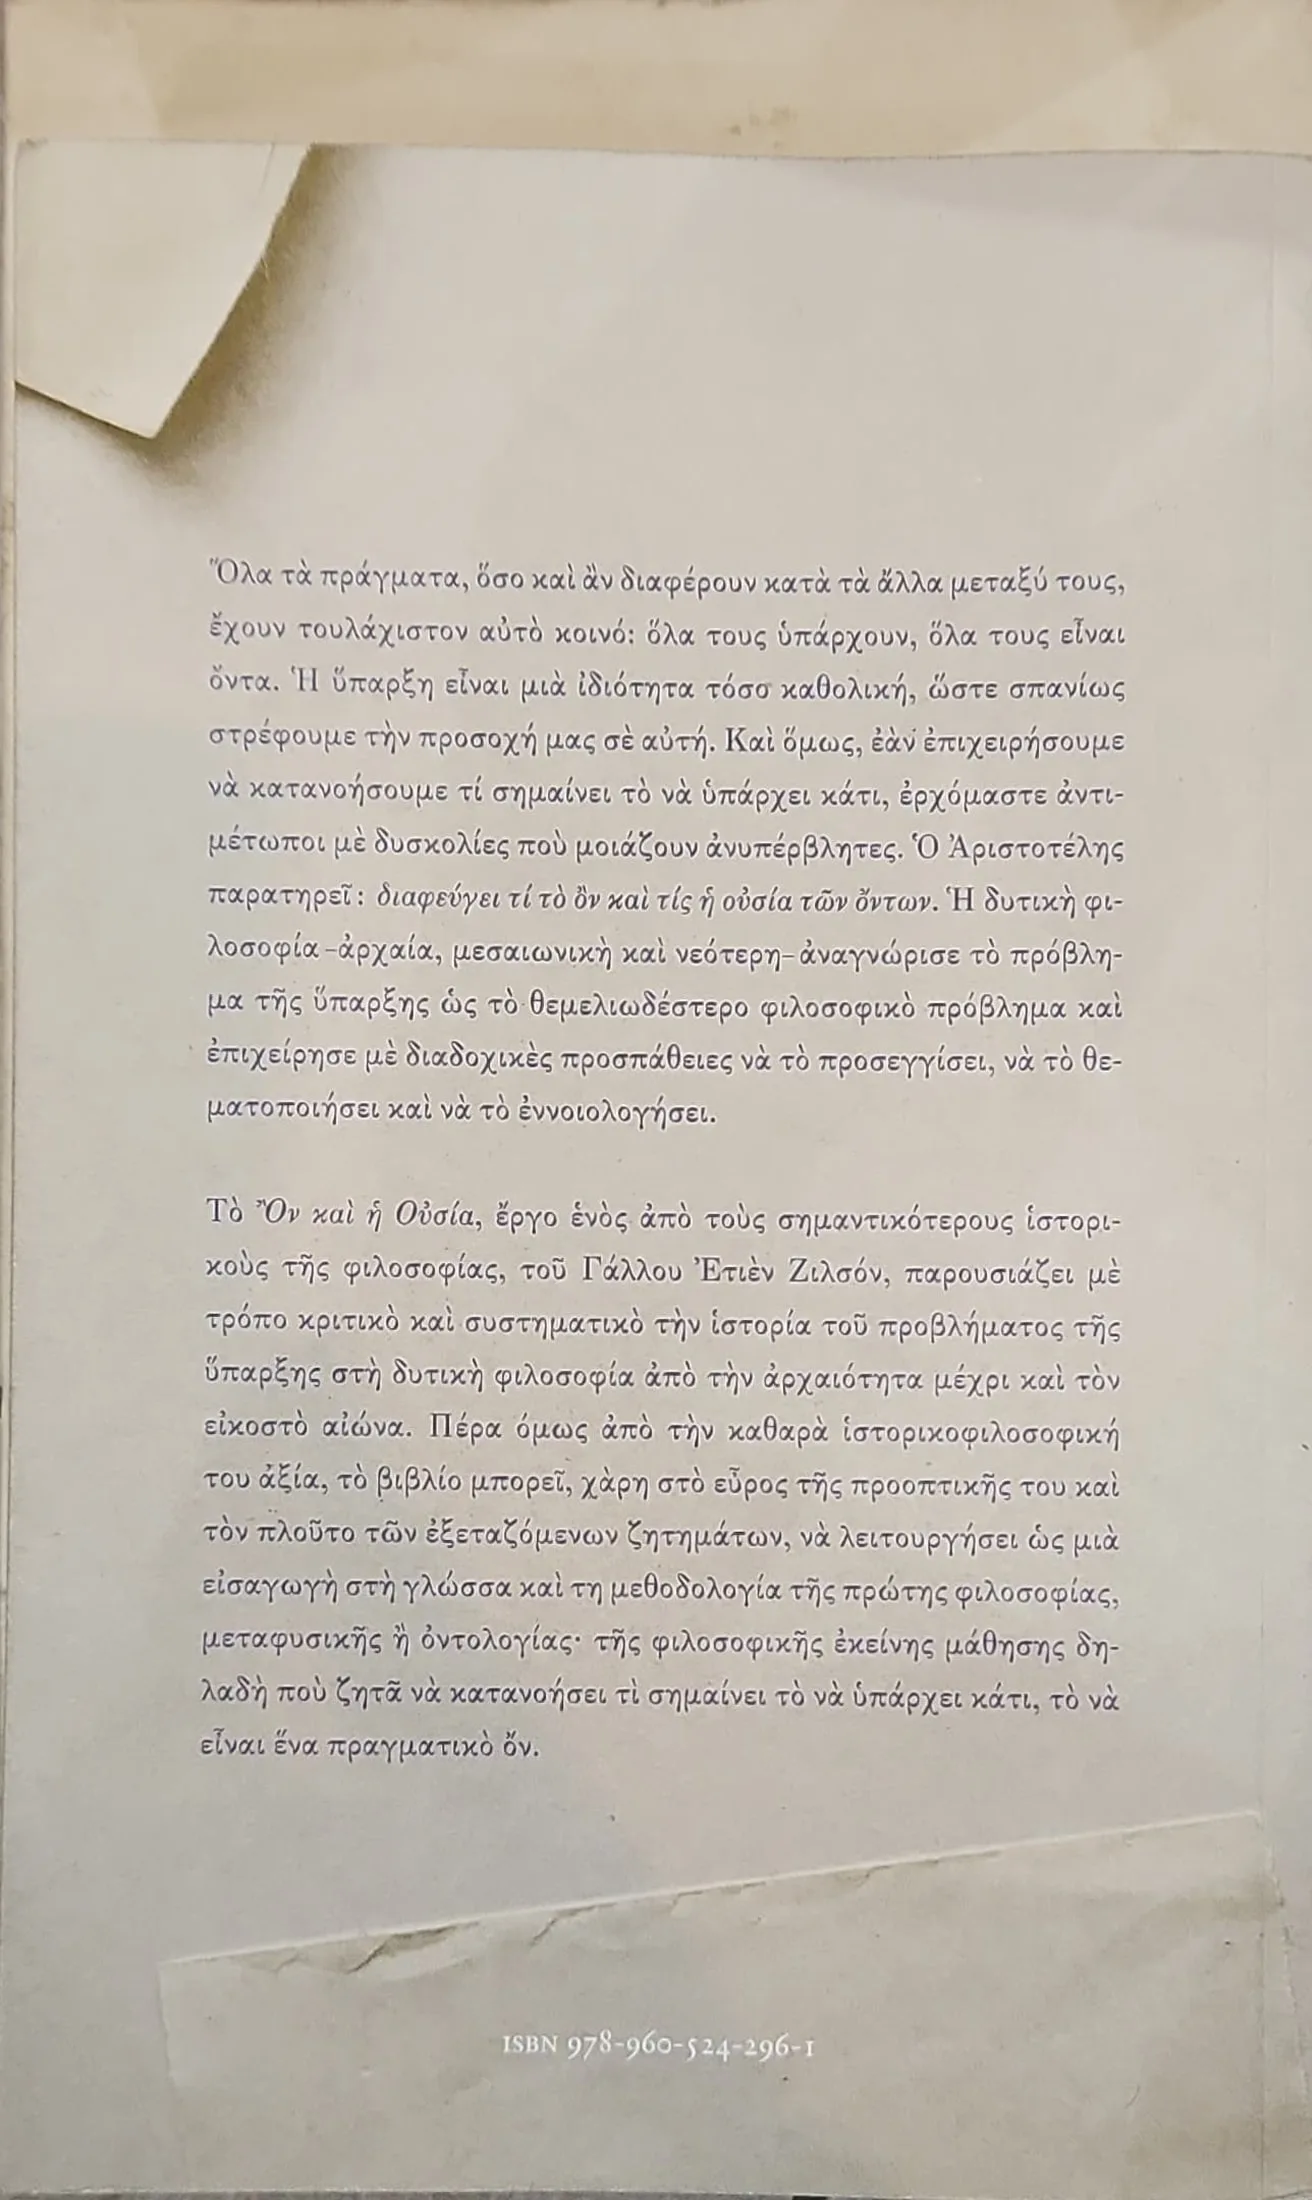 Ὅλα τὰ πράγματα, ὅσο καὶ ἂν διαφέρουν κατὰ τὰ ἄλλα μεταξύ τους,
ἔχουν τουλάχιστον αὐτὸ κοινό: ὅλα τους ὑπάρχουν, ὅλα τους εἶναι
ὄντα. Ἡ ὕπαρξη εἶναι μιὰ ἰδιότητα τόσο καθολική, ὥστε σπανίως
στρέφουμε τὴν προσοχή μας σὲ αὐτή. Καὶ ὅμως, ἐὰν ἐπιχειρήσουμε
νὰ κατανοήσουμε τί σημαίνει τὸ νὰ ὑπάρχει κάτι, ἐρχόμαστε ἀντι-
μέτωποι μὲ δυσκολίες ποὺ μοιάζουν ἀνυπέρβλητες. Ὁ Ἀριστοτέλης
παρατηρεῖ: διαφεύγει τί τὸ ὂν καὶ τίς ἡ οὐσία τῶν ὄντων. Ἡ δυτικὴ φι-
λοσοφία –ἀρχαία, μεσαιωνικὴ καὶ νεότερη– ἀναγνώρισε τὸ πρόβλη-
μα τῆς ὕπαρξης ὡς τὸ θεμελιωδέστερο φιλοσοφικὸ πρόβλημα καὶ
ἐπιχείρησε μὲ διαδοχικὲς προσπάθειες νὰ τὸ προσεγγίσει, νὰ τὸ θε-
ματοποιήσει καὶ νὰ τὸ ἐννοιολογήσει.
Τὸ Ὂν καὶ ἡ Οὐσία, ἔργο ἑνὸς ἀπὸ τοὺς σημαντικότερους ἱστορι-
κοὺς τῆς φιλοσοφίας, τοῦ Γάλλου Ἐτιὲν Ζιλσόν, παρουσιάζει μὲ
τρόπο κριτικὸ καὶ συστηματικὸ τὴν ἱστορία τοῦ προβλήματος τῆς
ὕπαρξης στὴ δυτικὴ φιλοσοφία ἀπὸ τὴν ἀρχαιότητα μέχρι καὶ τὸν
εἰκοστὸ αἰώνα. Πέρα ὅμως ἀπὸ τὴν καθαρὰ ἱστορικοφιλοσοφική
του ἀξία, τὸ βιβλίο μπορεῖ, χάρη στὸ εὖρος τῆς προοπτικῆς του καὶ
τὸν πλοῦτο τῶν ἐξεταζόμενων ζητημάτων, νὰ λειτουργήσει ὡς μιὰ
εἰσαγωγὴ στὴ γλώσσα καὶ τη μεθοδολογία τῆς πρώτης φιλοσοφίας,
μεταφυσικῆς ἢ ὀντολογίας· τῆς φιλοσοφικῆς ἐκείνης μάθησης δη-
λαδὴ ποὺ ζητᾶ νὰ κατανοήσει τὶ σημαίνει τὸ νὰ ὑπάρχει κάτι, τὸ νὰ
εἶναι ἕνα πραγματικὸ ὄν.
ISBN 978-960-524-296-1